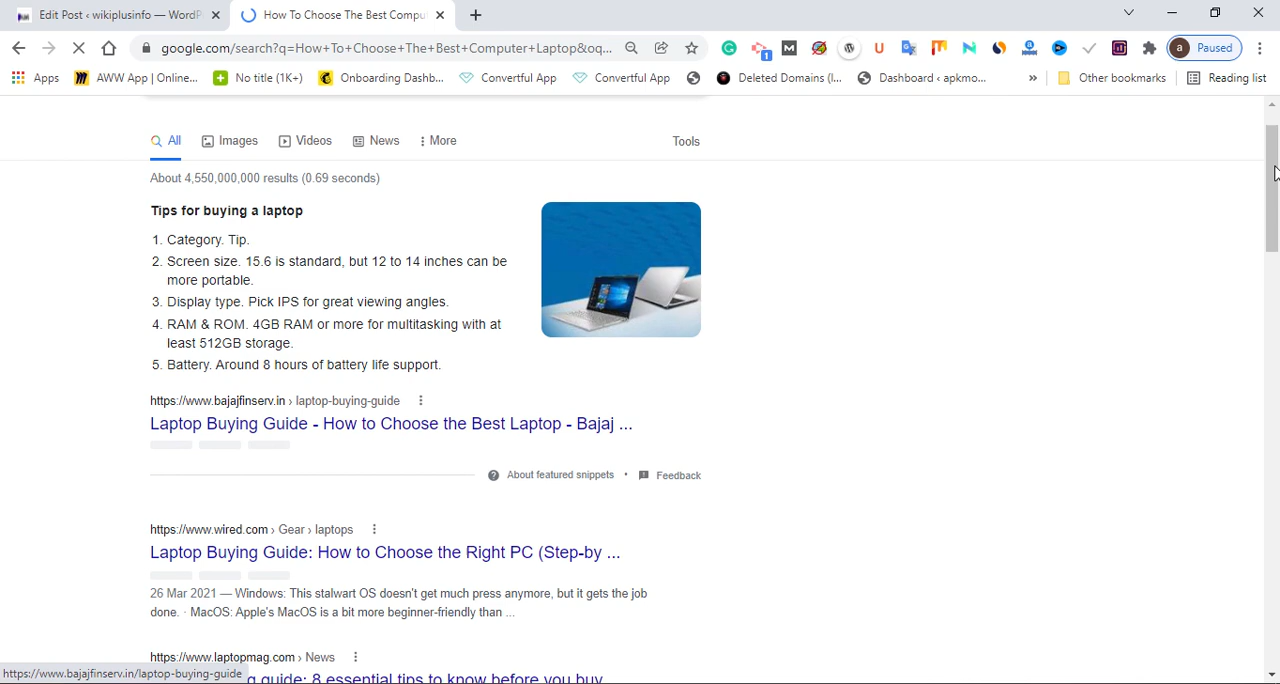 Edit Post ‹ wikiplusinfo — WordP
How To Choose The Best Compu
google.com/search?q=How+To+Choose+The+Best+Computer+Laptop&oq...
a Paused
Apps
AWW App | Online...
No title (1K+)
Onboarding Dashb...
Convertful App
Convertful App
Deleted Domains (l...
Dashboard ‹ apkmo...
»
Other bookmarks
Reading list
All
Images
Videos
News
More
Tools
About 4,550,000,000 results (0.69 seconds)
Tips for buying a laptop
1. Category. Tip.
2. Screen size. 15.6 is standard, but 12 to 14 inches can be
more portable.
3. Display type. Pick IPS for great viewing angles.
4. RAM & ROM. 4GB RAM or more for multitasking with at
least 512GB storage.
5. Battery. Around 8 hours of battery life support.
https://www.bajajfinserv.in › laptop-buying-guide
Laptop Buying Guide - How to Choose the Best Laptop - Bajaj ...
About featured snippets • Feedback
https://www.wired.com › Gear › laptops
Laptop Buying Guide: How to Choose the Right PC (Step-by ...
26 Mar 2021 — Windows: This stalwart OS doesn't get much press anymore, but it gets the job
done. · MacOS: Apple's MacOS is a bit more beginner-friendly than ...
https://www.laptopmag.com › News
g guide: 8 essential tips to know before you buy
https://www.bajajfinserv.in/laptop-buying-guide